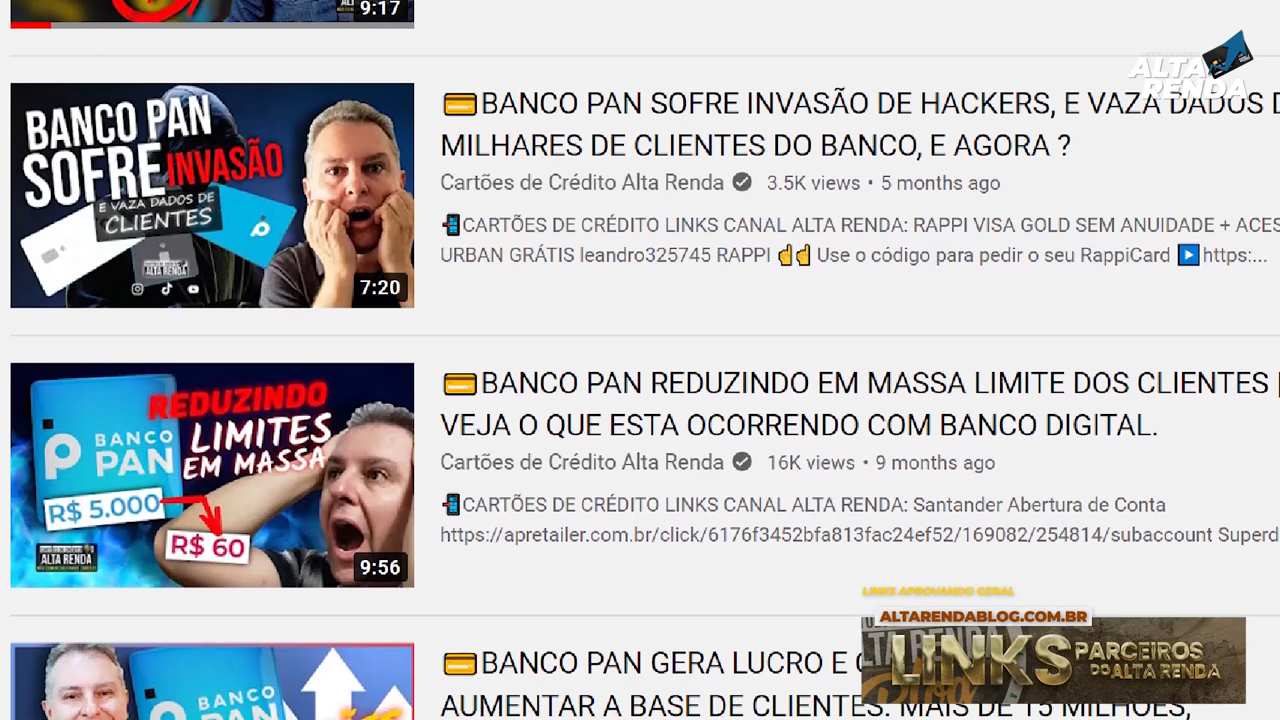 9:17
ALTA
RENDA
BANCO PAN
SOFRE INVASÃO
E VAZA DADOS DE
CLIENTES
ALTA RENDA
7:20
💳BANCO PAN SOFRE INVASÃO DE HACKERS, E VAZA DADOS D
MILHARES DE CLIENTES DO BANCO, E AGORA ?
Cartões de Crédito Alta Renda 3.5K views • 5 months ago
📲CARTÕES DE CRÉDITO LINKS CANAL ALTA RENDA: RAPPI VISA GOLD SEM ANUIDADE + ACES
URBAN GRÁTIS leandro325745 RAPPI ☝☝ Use o código para pedir o seu RappiCard ▶ https:...
REDUZINDO
LIMITES
EM MASSA
BANCO
PAN
R$ 5.000
R$ 60
ALTA RENDA
9:56
💳BANCO PAN REDUZINDO EM MASSA LIMITE DOS CLIENTES
VEJA O QUE ESTA OCORRENDO COM BANCO DIGITAL.
Cartões de Crédito Alta Renda 16K views • 9 months ago
📲CARTÕES DE CRÉDITO LINKS CANAL ALTA RENDA: Santander Abertura de Conta
https://apretailer.com.br/click/6176f3452bfa813fac24ef52/169082/254814/subaccount Superd
LINKS APROVANDO GERAL
ALTARENDABLOG.COM.BR
LINKS PARCEIROS
DO ALTA RENDA
BANCO
PAN
💳BANCO PAN GERA LUCRO E
AUMENTAR A BASE DE CLIENTES. MAIS DE 15 MILHÕES,